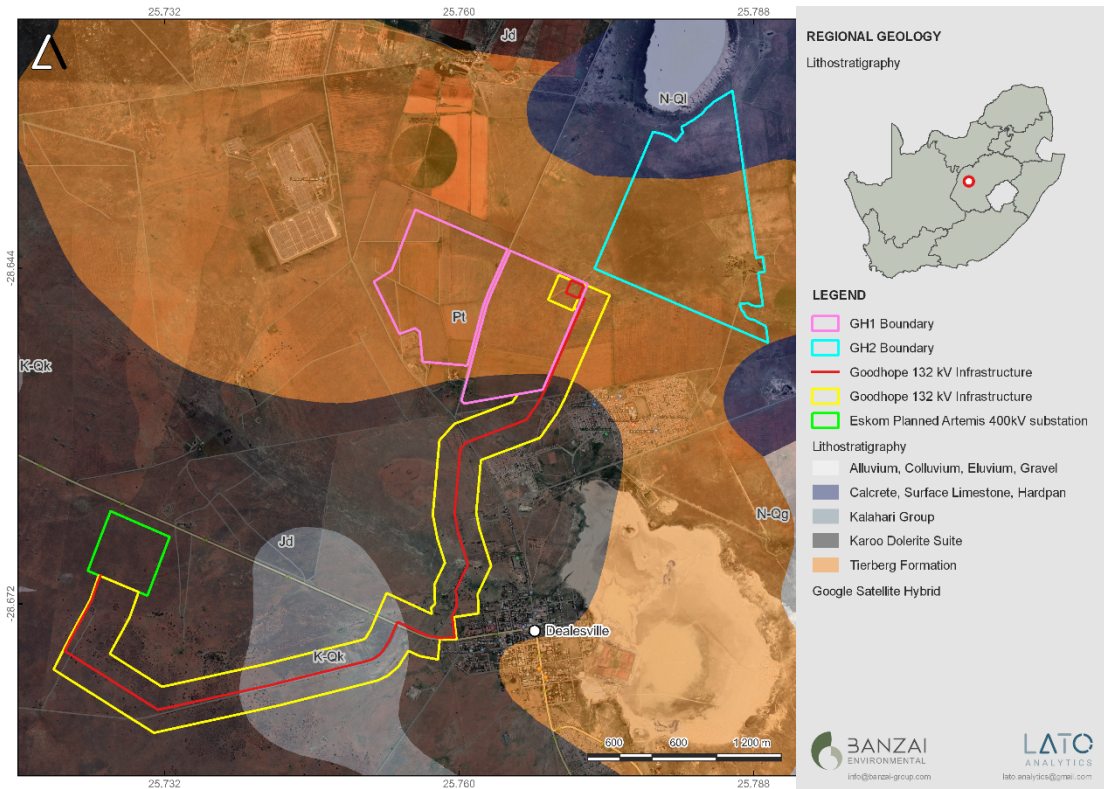 25.732
25.760
25.788
Jd
N-Ql
-28.644
Pt
K-Qk
N-Qg
Jd
-28.672
Dealesville
K-Qk
600
600
1 200 m
25.732
25.760
25.788
REGIONAL GEOLOGY
Lithostratigraphy
LEGEND
GH1 Boundary
GH2 Boundary
Goodhope 132 kV Infrastructure
Goodhope 132 kV Infrastructure
Eskom Planned Artemis 400kV substation
Lithostratigraphy
Alluvium, Colluvium, Eluvium, Gravel
Calcrete, Surface Limestone, Hardpan
Kalahari Group
Karoo Dolerite Suite
Tierberg Formation
Google Satellite Hybrid
BANZAI
ENVIRONMENTAL
info@banzai-group.com
LATO
ANALYTICS
lato.analytics@gmail.com